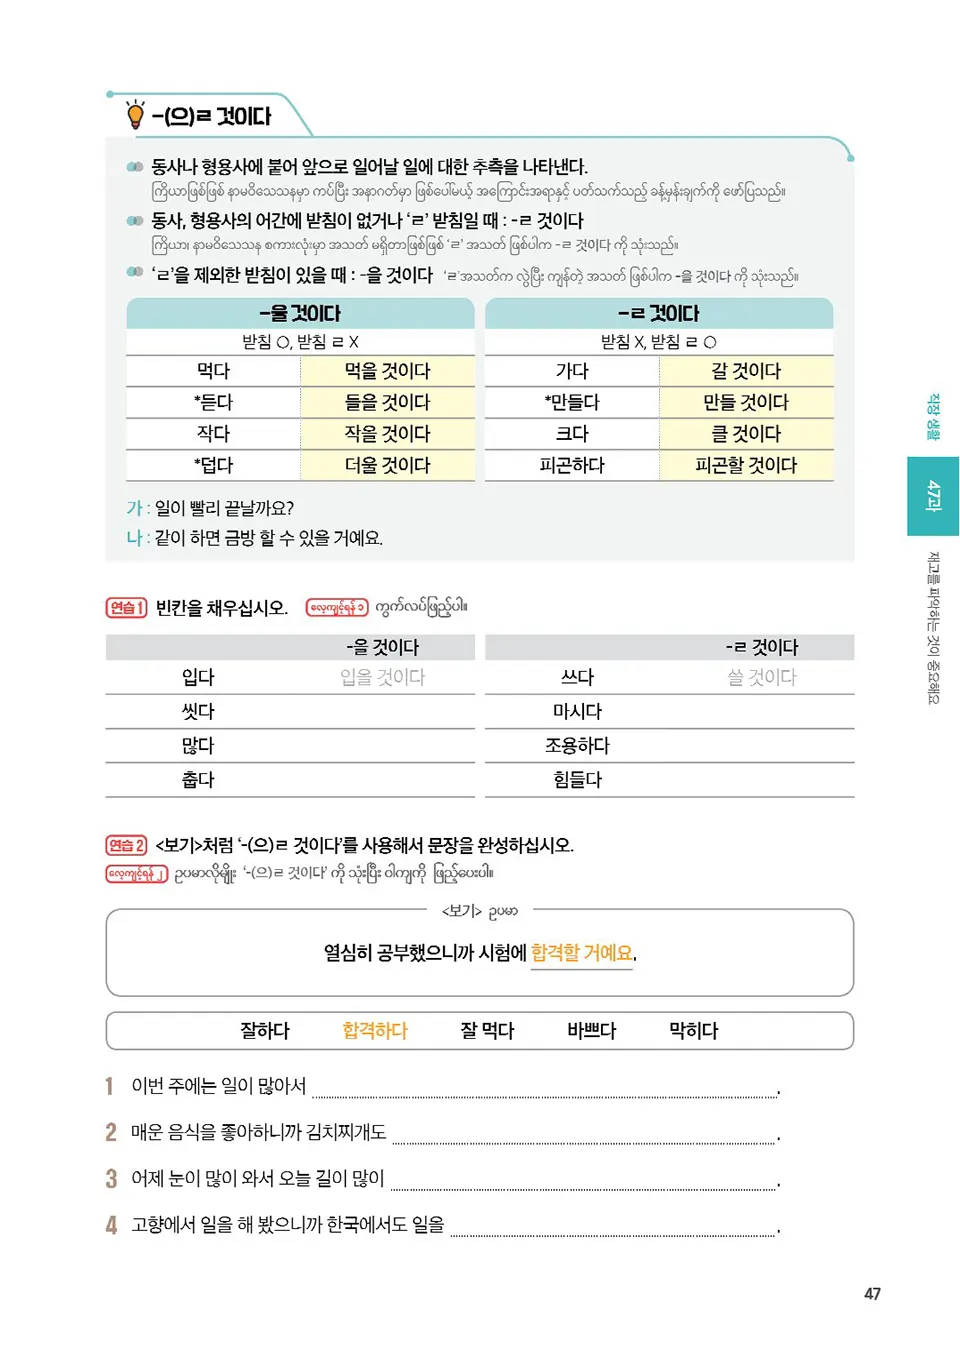 -(으)ㄹ 것이다
동사나 형용사에 붙어 앞으로 일어날 일에 대한 추측을 나타낸다.
ကြိယာဖြစ်ဖြစ် နာမဝိသေသနမှာ ကပ်ပြီး အနာဂတ်မှာ ဖြစ်ပေါ်မယ့် အကြောင်းအရာနှင့် ပတ်သက်သည့် ခန့်မှန်းချက်ကို ဖော်ပြသည်။
동사, 형용사의 어간에 받침이 없거나 ‘ㄹ’ 받침일 때 : -ㄹ 것이다
ကြိယာ၊ နာမဝိသေသန စကားလုံးမှာ အသတ် မရှိတာဖြစ်ဖြစ် ‘ㄹ’ အသတ် ဖြစ်ပါက -ㄹ 것이다 ကို သုံးသည်။
‘ㄹ’을 제외한 받침이 있을 때 : -을 것이다 ‘ㄹ’အသတ်က လွဲပြီး ကျန်တဲ့ အသတ် ဖြစ်ပါက -을 것이다 ကို သုံးသည်။
-을 것이다 -ㄹ 것이다
받침 O, 받침 ㄹ X 받침 X, 받침 ㄹ O
먹다 먹을 것이다 가다 갈 것이다
*듣다 들을 것이다 *만들다 만들 것이다
작다 작을 것이다 크다 클 것이다
*덥다 더울 것이다 피곤하다 피곤할 것이다
가 : 일이 빨리 끝날까요?
나 : 같이 하면 금방 할 수 있을 거예요.
연습 1 빈칸을 채우십시오. လေ့ကျင့်ရန် ၁ ကွက်လပ်ဖြည့်ပါ။
-을 것이다 -ㄹ 것이다
입다 입을 것이다 쓰다 쓸 것이다
씻다 마시다
많다 조용하다
춥다 힘들다
연습 2 <보기>처럼 ‘-(으)ㄹ 것이다’를 사용해서 문장을 완성하십시오.
လေ့ကျင့်ရန် ၂ ဥပမာလိုမျိုး ‘-(으)ㄹ 것이다’ ကို သုံးပြီး ဝါကျကို ဖြည့်ပေးပါ။
<보기> ဥပမာ
열심히 공부했으니까 시험에 합격할 거예요.
잘하다 합격하다 잘 먹다 바쁘다 막히다
1 이번 주에는 일이 많아서 .
2 매운 음식을 좋아하니까 김치찌개도 .
3 어제 눈이 많이 와서 오늘 길이 많이 .
4 고향에서 일을 해 봤으니까 한국에서도 일을 .
직장 생활
47과
재고를 파악하는 것이 중요해요
47